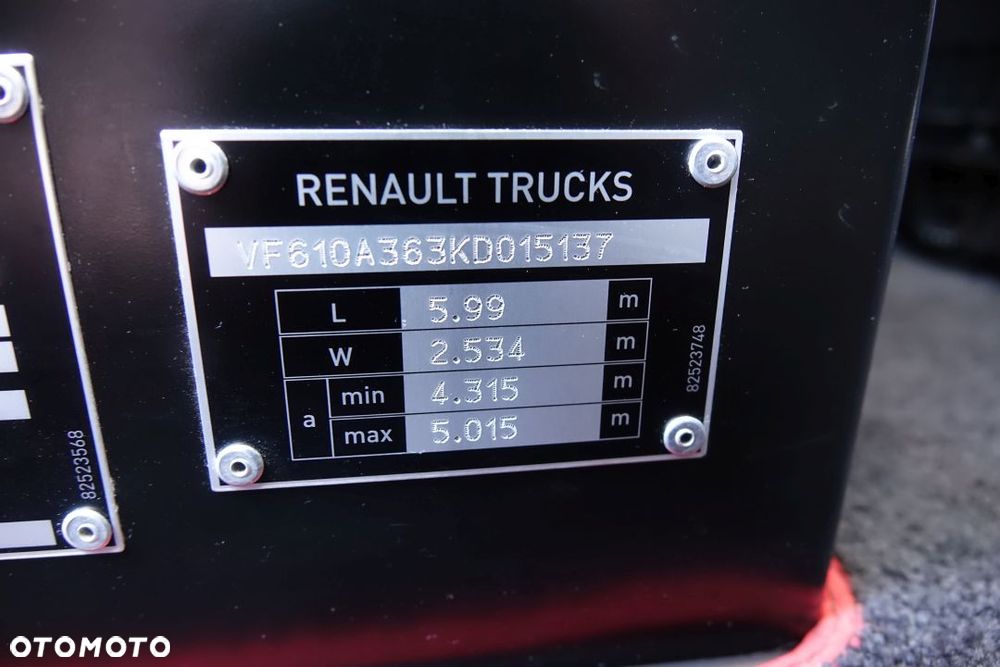 RENAULT TRUCKS
VF610A363KD015137
L 5.99 m
W 2.534 m
a min 4.315 m
max 5.015 m
82523748
82523568
OTOMOTO